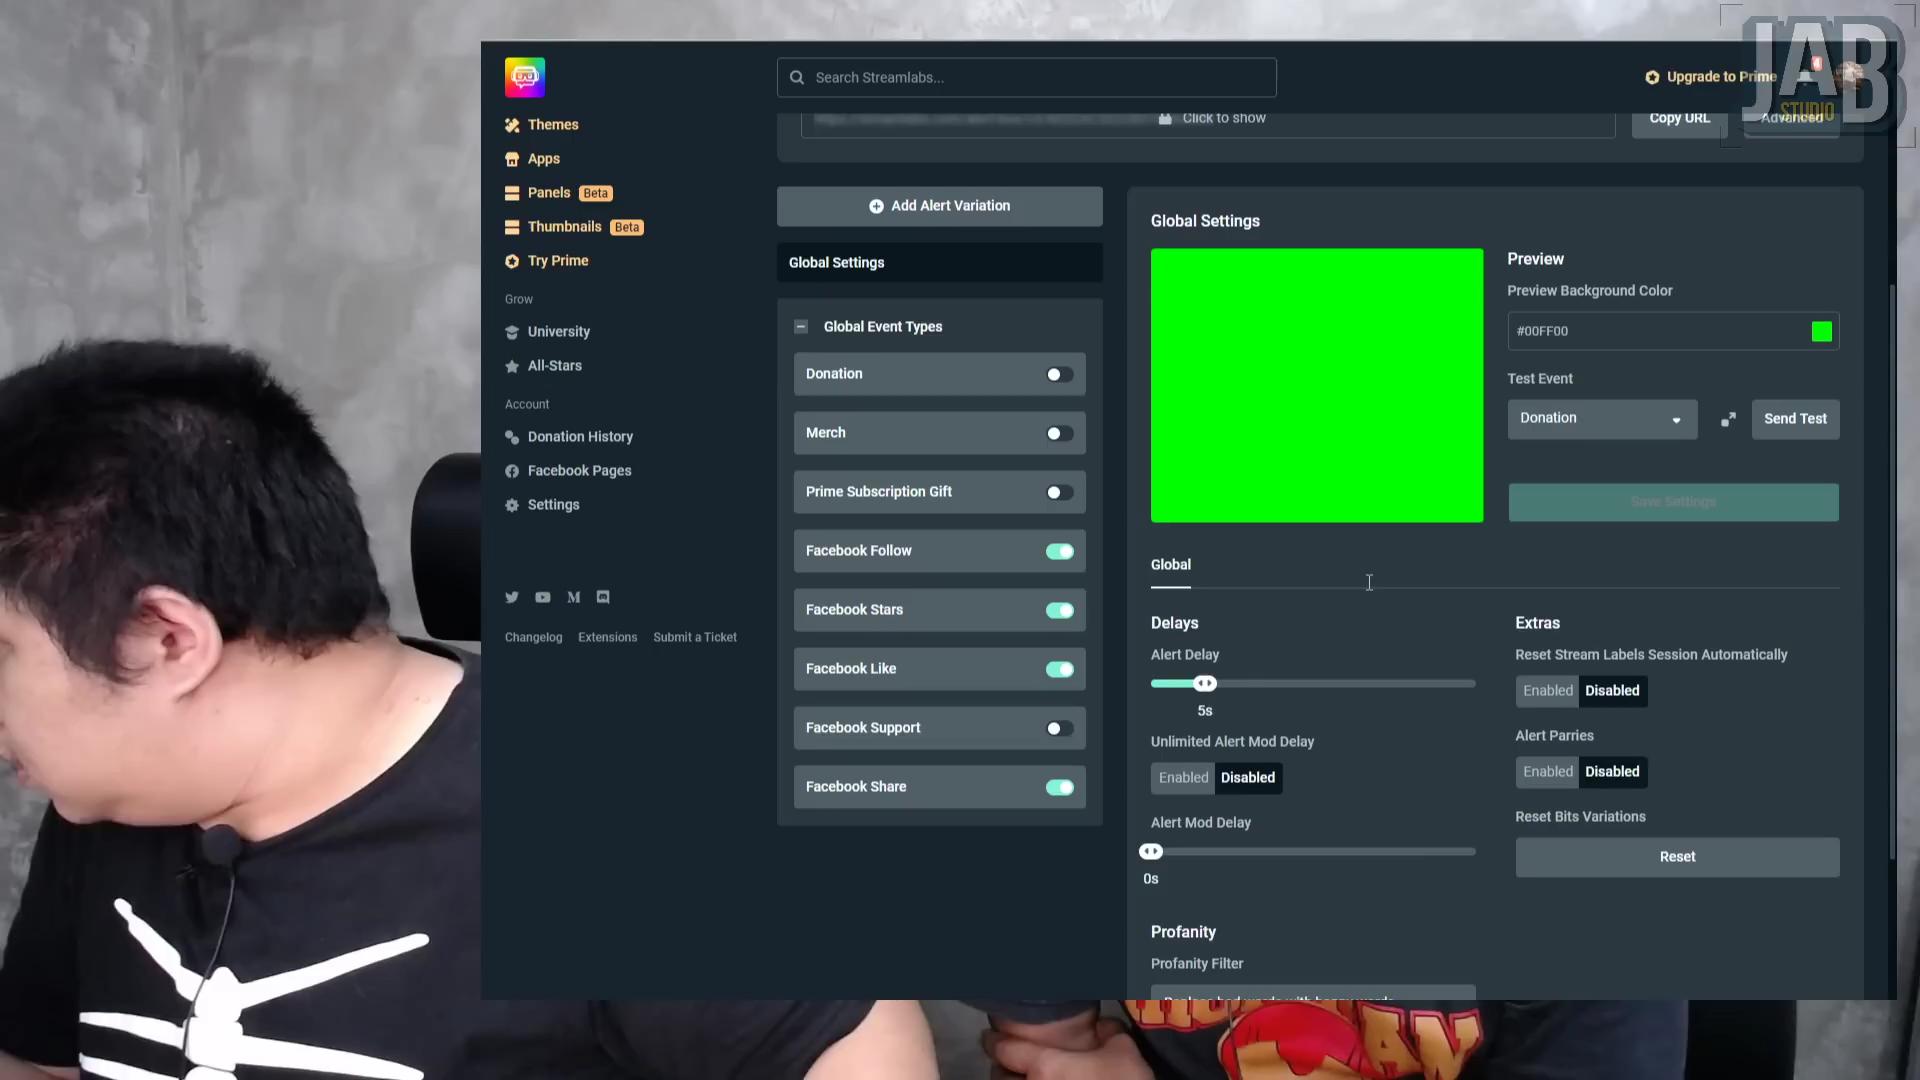 JAB
STUDIO
Search Streamlabs...
Upgrade to Prime
Themes
Apps
Panels Beta
Thumbnails Beta
Try Prime
Grow
University
All-Stars
Account
Donation History
Facebook Pages
Settings
Changelog Extensions Submit a Ticket
Click to show
Copy URL
Advanced
Add Alert Variation
Global Settings
Global Event Types
Donation
Merch
Prime Subscription Gift
Facebook Follow
Facebook Stars
Facebook Like
Facebook Support
Facebook Share
Global Settings
Preview
Preview Background Color
#00FF00
Test Event
Donation
Send Test
Save Settings
Global
Delays
Alert Delay
5s
Unlimited Alert Mod Delay
Enabled Disabled
Alert Mod Delay
0s
Extras
Reset Stream Labels Session Automatically
Enabled Disabled
Alert Parries
Enabled Disabled
Reset Bits Variations
Reset
Profanity
Profanity Filter